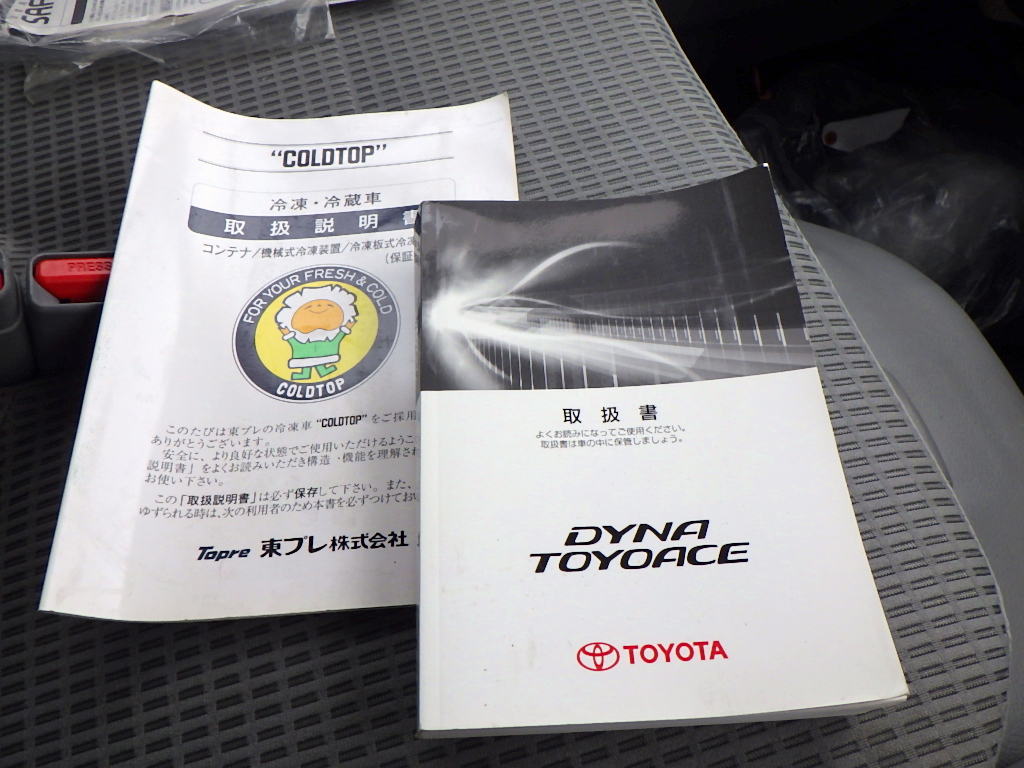 SAF
PRESS
"COLDTOP"
冷凍・冷蔵車
取扱説明書
コンテナ/機械式冷凍装置/冷凍板式冷凍
(保証
FOR YOUR FRESH & COLD
COLDTOP
このたびは東プレの冷凍車"COLDTOP"をご採用
ありがとうございます。
安全に、より良好な状態でご使用いただけるようこ
説明書」をよくお読みいただき構造・機能を理解され
お使い下さい。
この「取扱説明書」は必ず保存して下さい。また、
ゆずられる時は、次の利用者のため本書を必ずつけておい
Topre 東プレ株式会社
取扱書
よくお読みになってご使用ください。
取扱書は車の中に保管しましょう。
DYNA
TOYOACE
TOYOTA